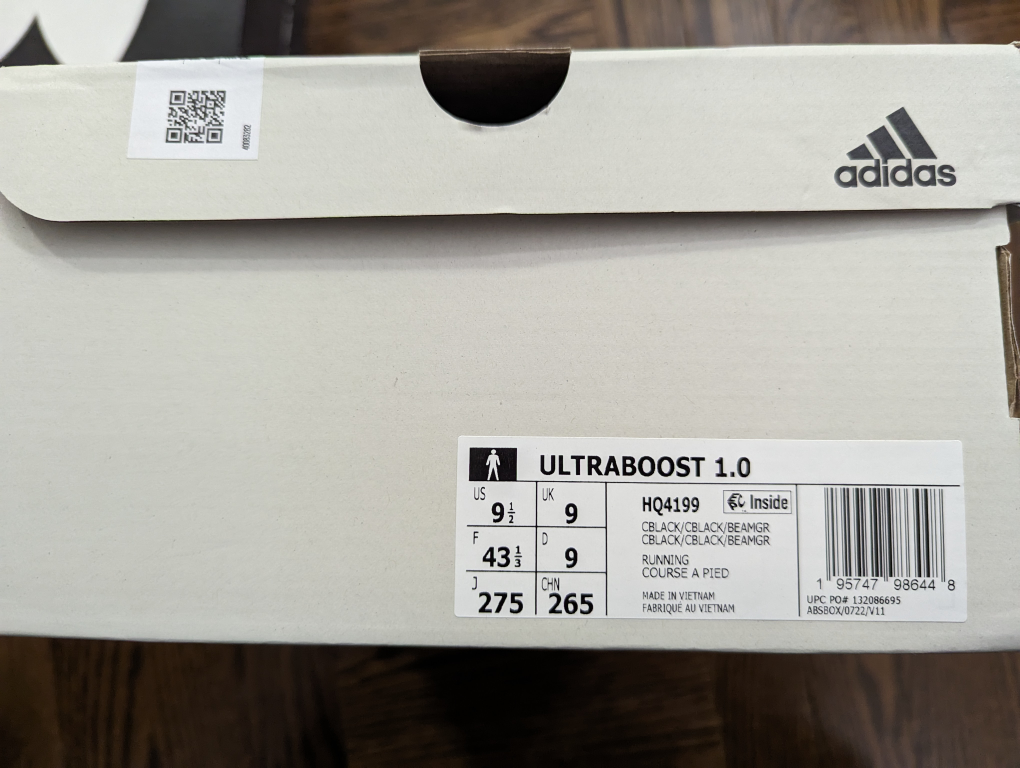 40083282
adidas
ULTRABOOST 1.0
US
9 1/2
UK
9
F
43 1/3
D
9
J
275
CHN
265
HQ4199
Inside
CBLACK/CBLACK/BEAMGR
CBLACK/CBLACK/BEAMGR
RUNNING
COURSE A PIED
MADE IN VIETNAM
FABRIQUÉ AU VIETNAM
1 95747 98644 8
UPC PO# 132086695
ABSBOX/0722/V11